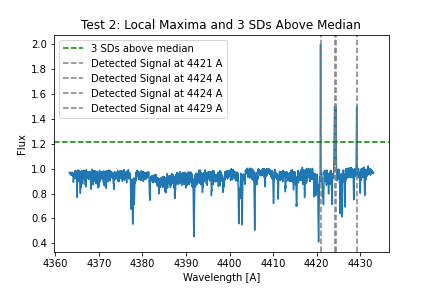 Test 2: Local Maxima and 3 SDs Above Median
3 SDs above median
Detected Signal at 4421 A
Detected Signal at 4424 A
Detected Signal at 4424 A
Detected Signal at 4429 A
Flux
2.0
1.8
1.6
1.4
1.2
1.0
0.8
0.6
0.4
4360 4370 4380 4390 4400 4410 4420 4430
Wavelength [A]